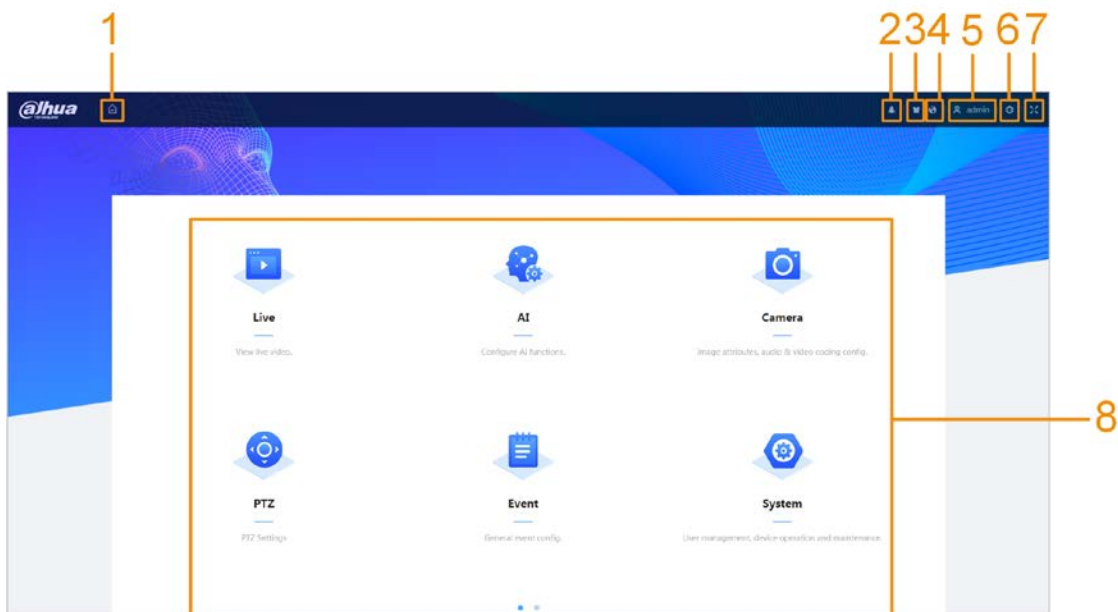 1 2 3 4 5 6 7
alhua
TECHNOLOGY
admin
Live AI Camera
View live video. Configure AI functions. Image attributes, audio & video coding config.
8
PTZ Event System
PTZ Settings General event config. User management, device operation and maintenance.